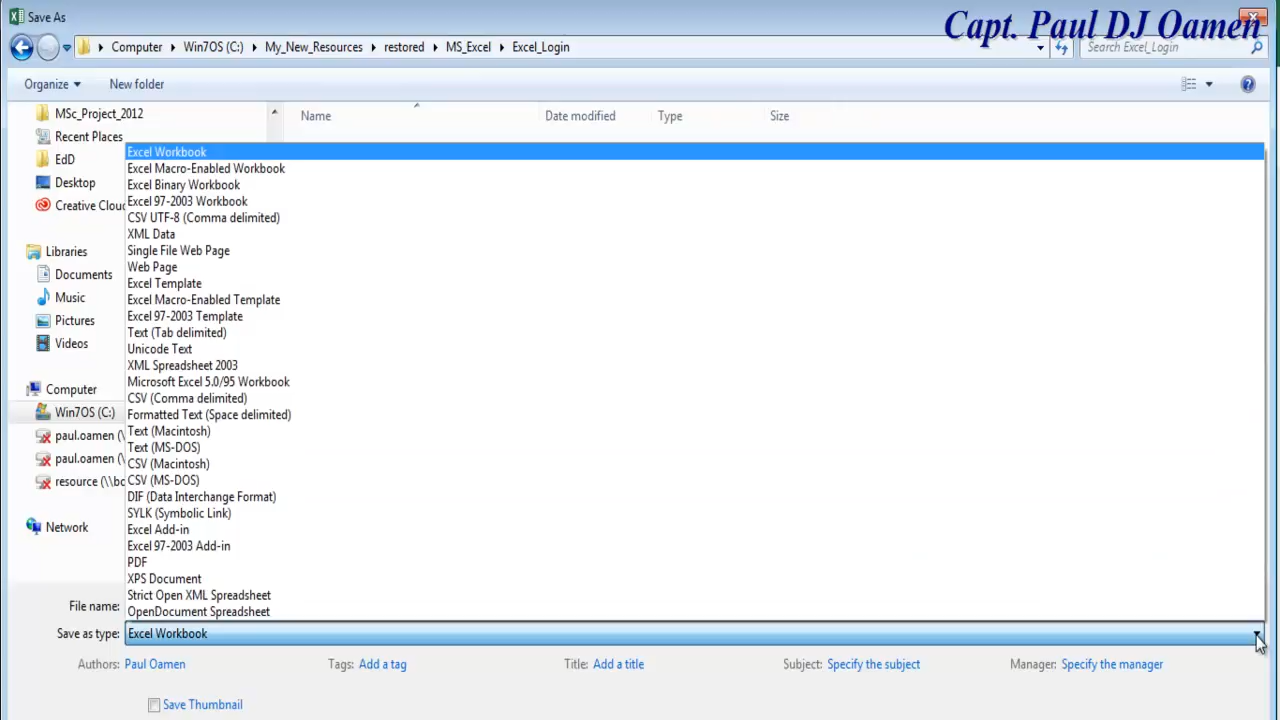 Save As
Capt. Paul DJ Oamen
Computer Win7OS (C:) My_New_Resources restored MS_Excel Excel_Login
Search Excel_Login
Organize New folder
MSc_Project_2012
Recent Places
EdD
Desktop
Creative Clou
Libraries
Documents
Music
Pictures
Videos
Computer
Win7OS (C:)
paul.oamen (\
paul.oamen (\
resource (\\bo
Network
Name Date modified Type Size
Excel Workbook
Excel Macro-Enabled Workbook
Excel Binary Workbook
Excel 97-2003 Workbook
CSV UTF-8 (Comma delimited)
XML Data
Single File Web Page
Web Page
Excel Template
Excel Macro-Enabled Template
Excel 97-2003 Template
Text (Tab delimited)
Unicode Text
XML Spreadsheet 2003
Microsoft Excel 5.0/95 Workbook
CSV (Comma delimited)
Formatted Text (Space delimited)
Text (Macintosh)
Text (MS-DOS)
CSV (Macintosh)
CSV (MS-DOS)
DIF (Data Interchange Format)
SYLK (Symbolic Link)
Excel Add-in
Excel 97-2003 Add-in
PDF
XPS Document
Strict Open XML Spreadsheet
OpenDocument Spreadsheet
File name:
Save as type: Excel Workbook
Authors: Paul Oamen Tags: Add a tag Title: Add a title Subject: Specify the subject Manager: Specify the manager
Save Thumbnail